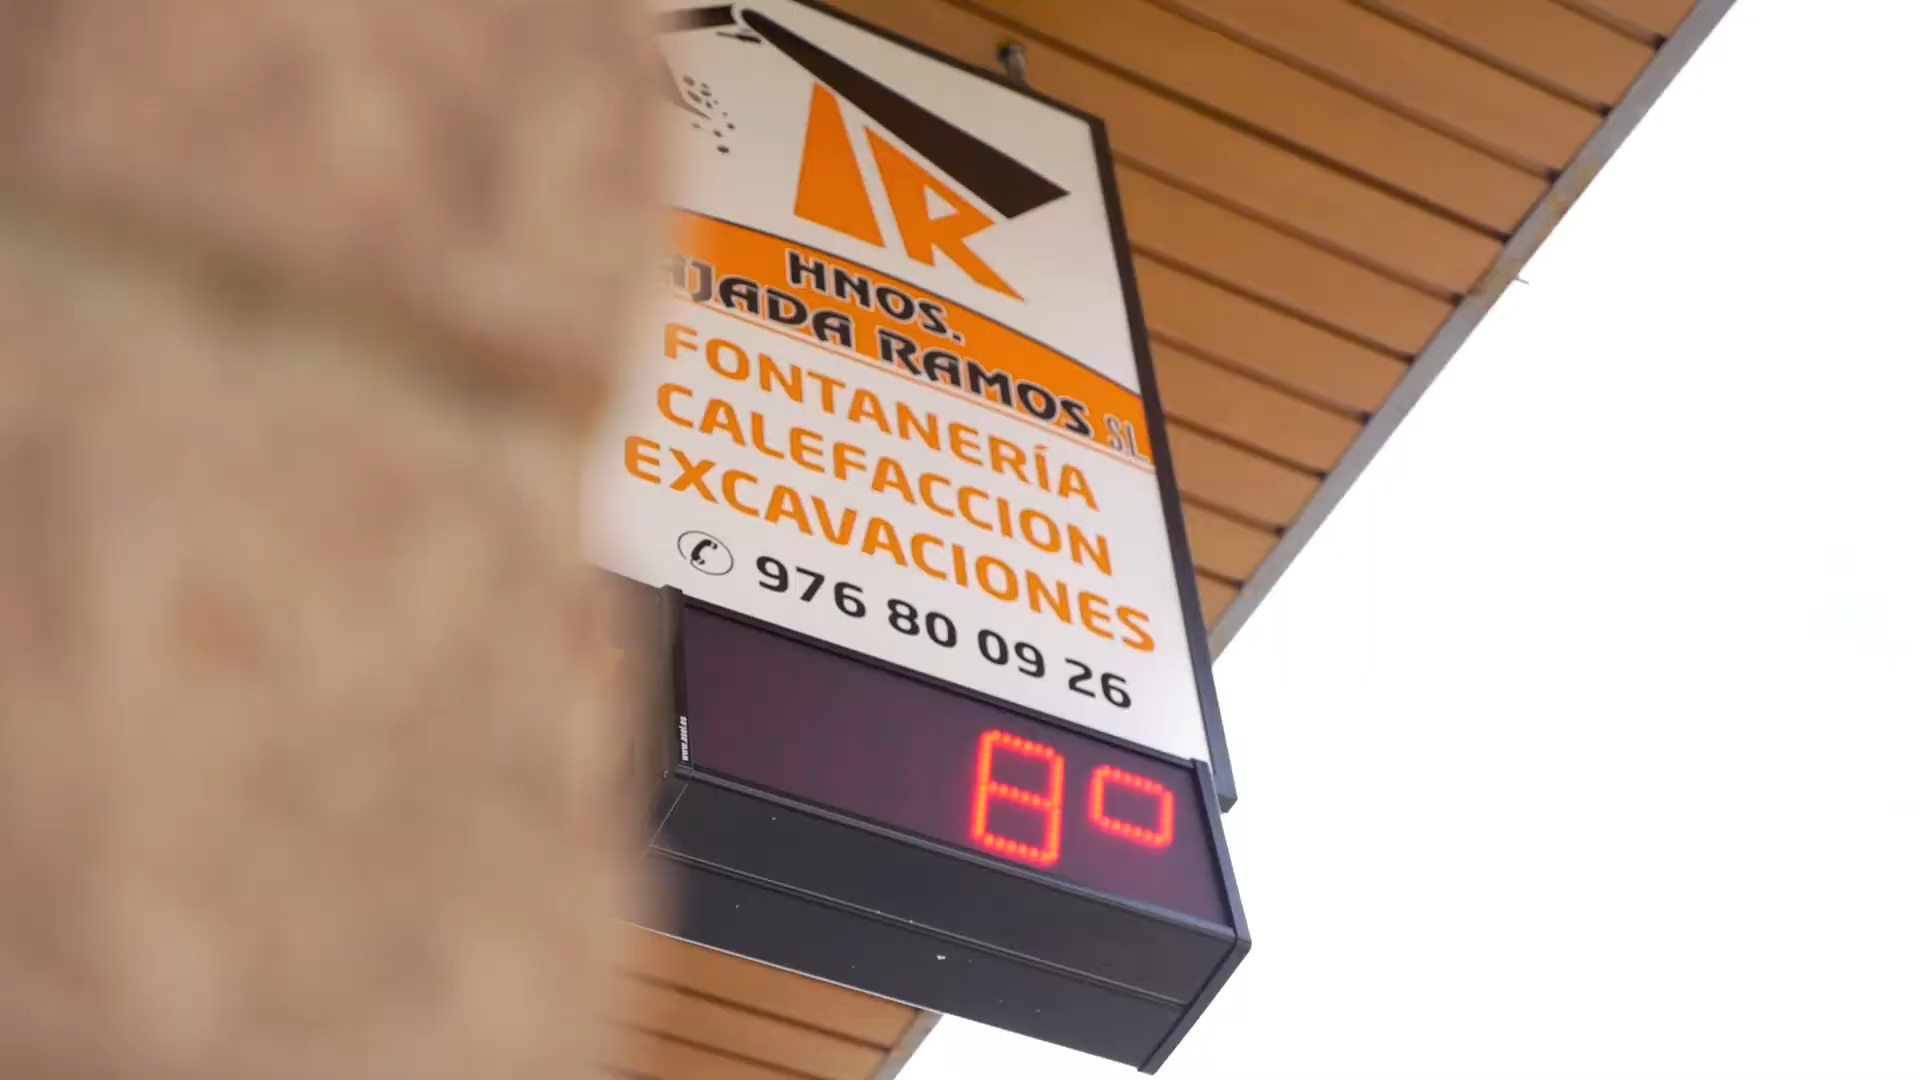 R
HNOS.
JADA RAMOS SL
FONTANERÍA
CALEFACCION
EXCAVACIONES
976 80 09 26
8°